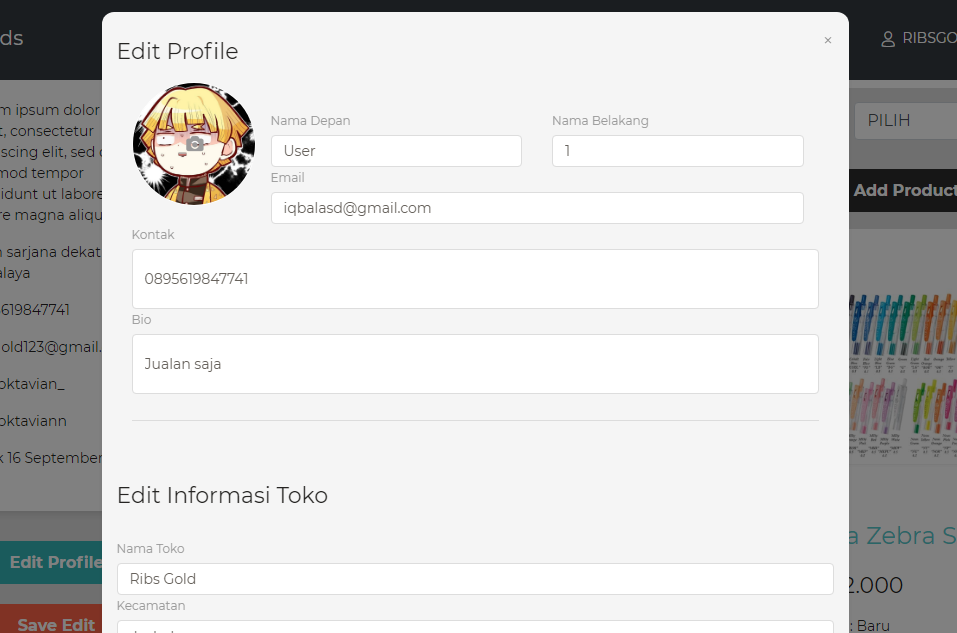 ds
RIBSGO
Edit Profile
×
Nama Depan
Nama Belakang
User
1
Email
iqbalasd@gmail.com
Kontak
0895619847741
Bio
Jualan saja
Edit Informasi Toko
Nama Toko
Ribs Gold
Kecamatan
m ipsum dolor
t, consectetur
scing elit, sed
mod tempor
didunt ut labore
re magna aliqu
n sarjana dekat
alaya
619847741
old123@gmail.
oktavian_
oktaviann
k 16 September
Edit Profile
Save Edit
PILIH
Add Product
a Zebra S
2.000
: Baru